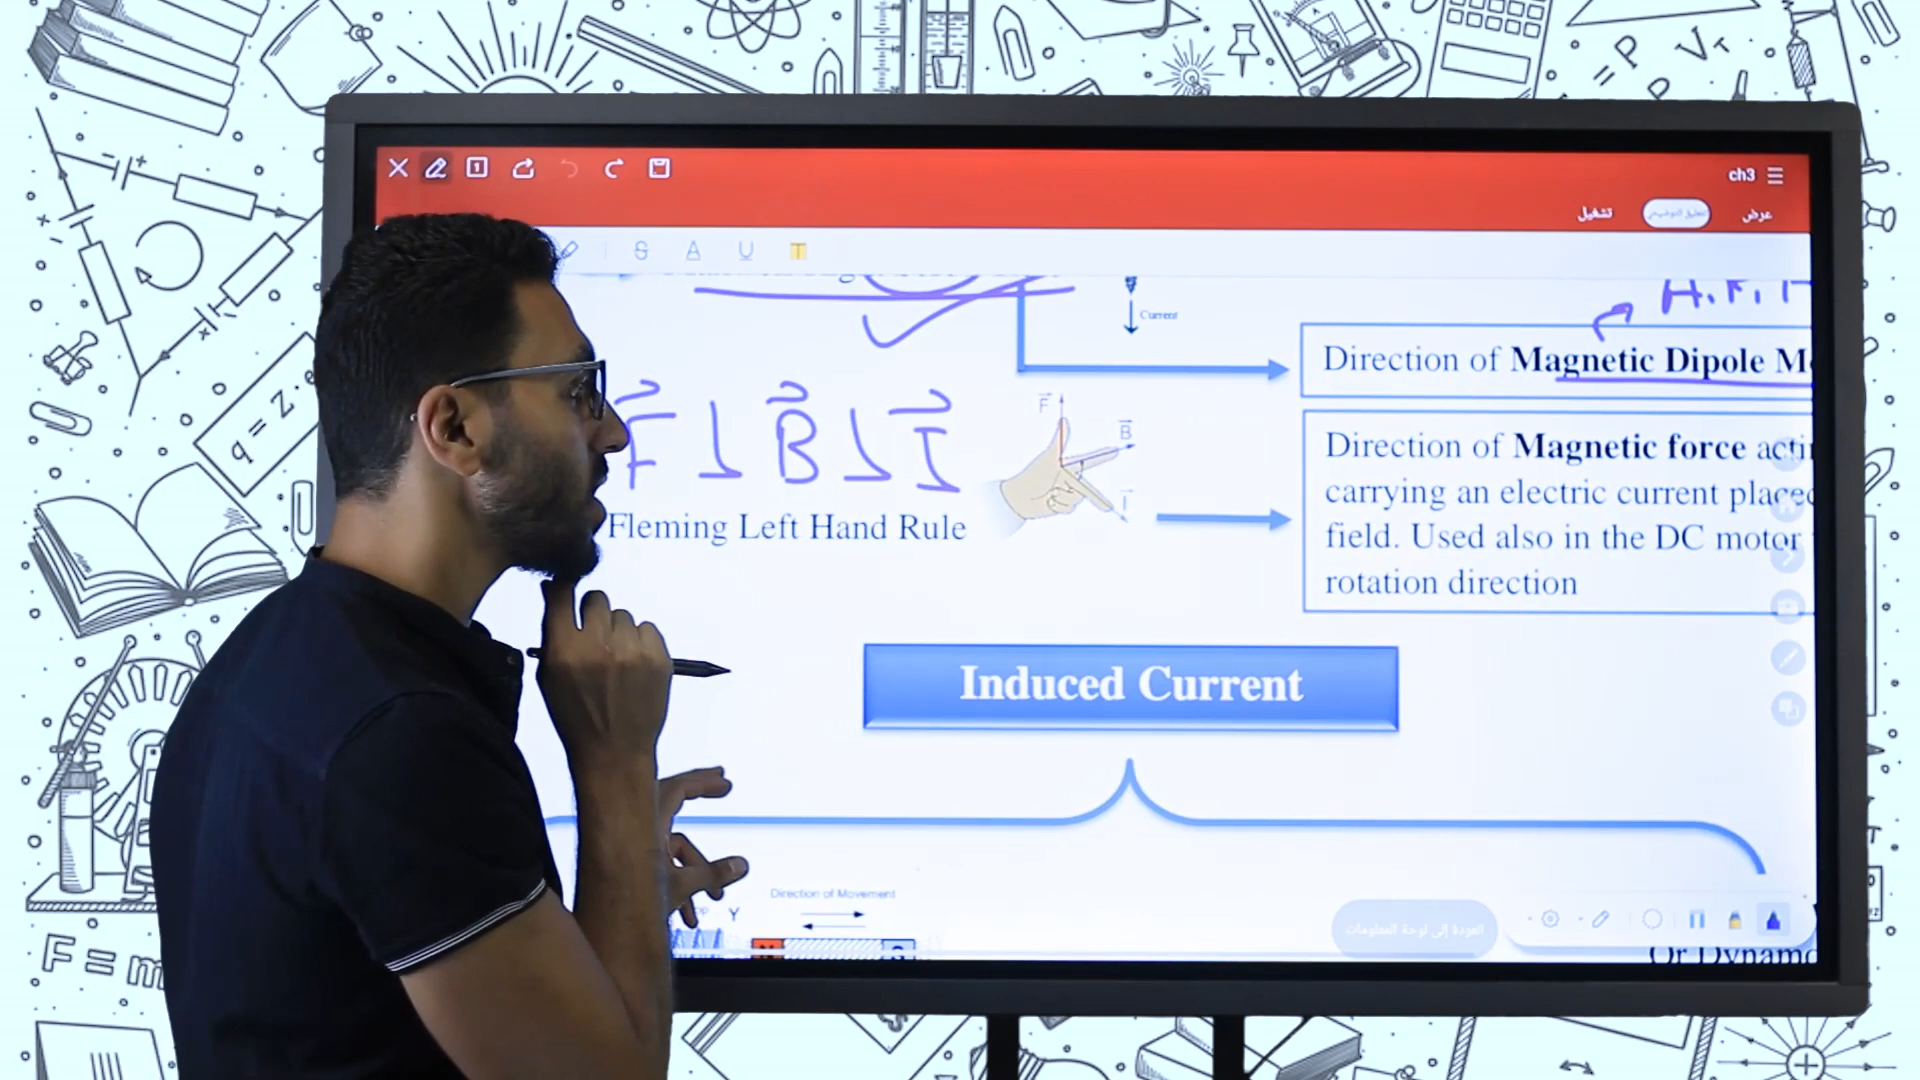 ch3
عرض
تشغيل
Current
H.F.
Direction of Magnetic Dipole M
F ⊥ B ⊥ I
F
B
I
Fleming Left Hand Rule
Direction of Magnetic force acti
carrying an electric current place
field. Used also in the DC motor
rotation direction
Induced Current
Direction of Movement
Y
العودة إلى لوحة المعلومات
Or Dynamo
q = z.
= P
V T
F = m